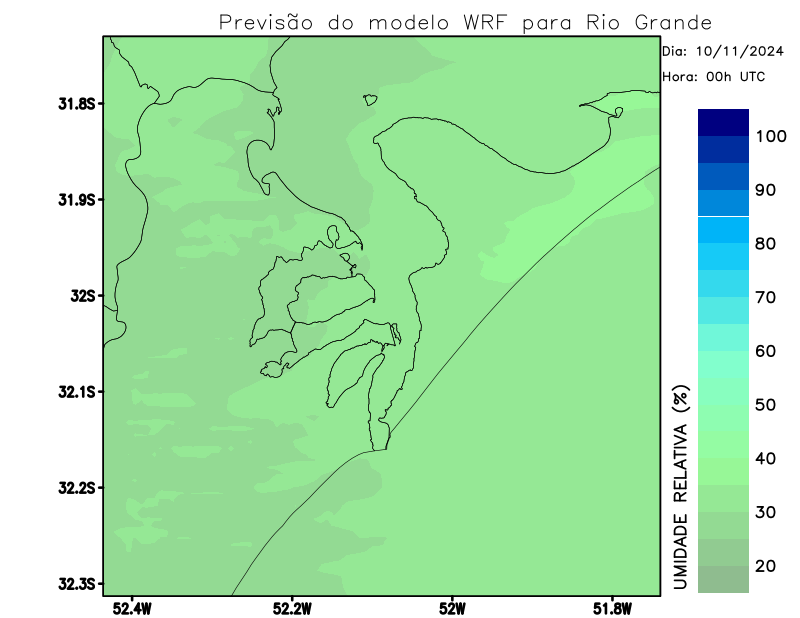 Previsão do modelo WRF para Rio Grande
Dia: 10/11/2024
Hora: 00h UTC
31.8S
31.9S
32S
32.1S
32.2S
32.3S
52.4W
52.2W
52W
51.8W
100
90
80
70
60
50
40
30
20
UMIDADE RELATIVA (%)